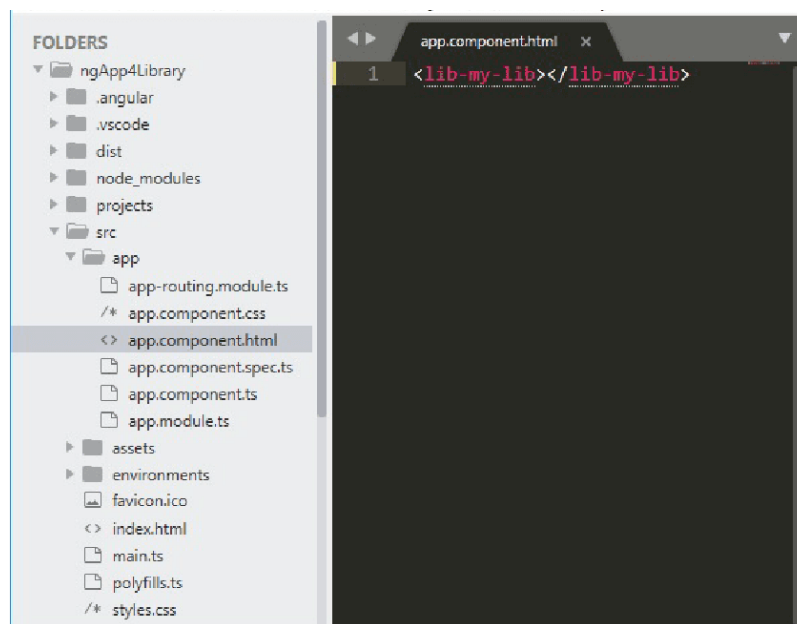 FOLDERS
ngApp4Library
.angular
.vscode
dist
node_modules
projects
src
app
app-routing.module.ts
/* app.component.css
<> app.component.html
app.component.spec.ts
app.component.ts
app.module.ts
assets
environments
favicon.ico
<> index.html
main.ts
polyfills.ts
/* styles.css
app.component.html ×
1 <lib-my-lib></lib-my-lib>